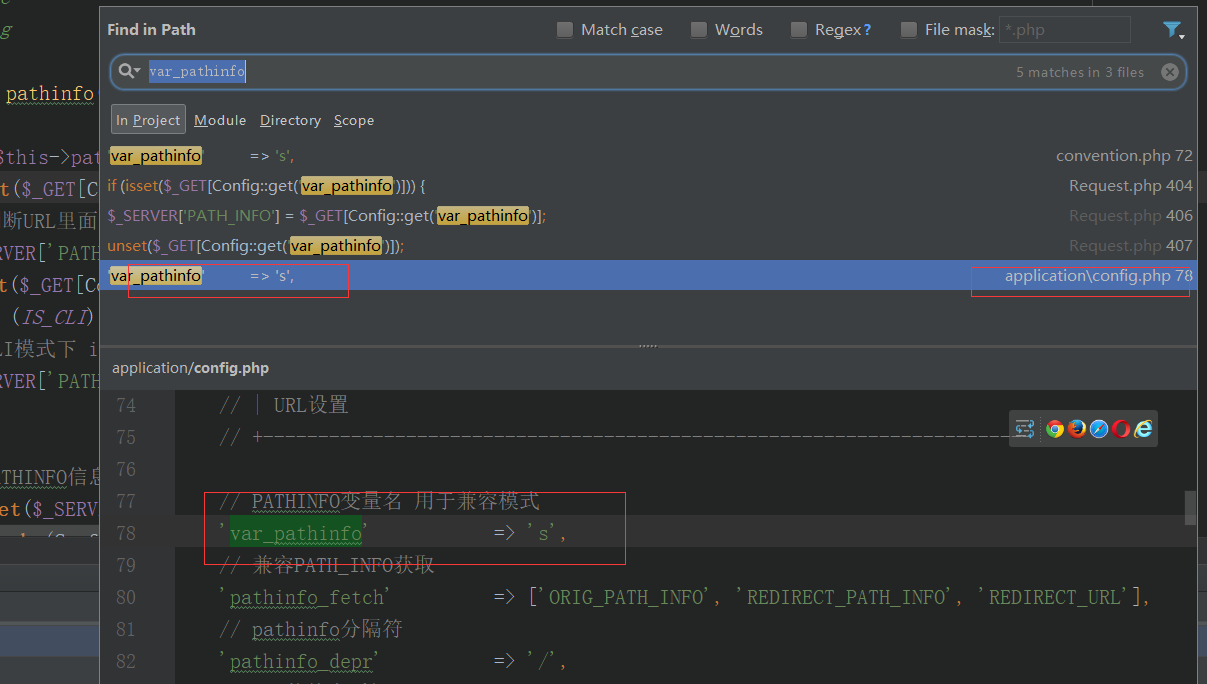 g
pathinfo
$this->pat
t($_GET[C
断URL里面
RVER['PATH
t($_GET[Co
(IS_CLI)
I模式下 i
RVER['PATH
ATHINFO信息
et($_SERV
Find in Path
Match case
Words
Regex?
File mask:
*.php
var_pathinfo
5 matches in 3 files
In Project
Module
Directory
Scope
'var_pathinfo' => 's', convention.php 72
if (isset($_GET[Config::get('var_pathinfo')])) { Request.php 404
$_SERVER['PATH_INFO'] = $_GET[Config::get('var_pathinfo')]; Request.php 406
unset($_GET[Config::get('var_pathinfo')]); Request.php 407
'var_pathinfo' => 's', application\config.php 78
application/config.php
74 // | URL设置
75 // +----------------------------------------------------------------------
76
77 // PATHINFO变量名 用于兼容模式
78 'var_pathinfo' => 's',
79 // 兼容PATH_INFO获取
80 'pathinfo_fetch' => ['ORIG_PATH_INFO', 'REDIRECT_PATH_INFO', 'REDIRECT_URL'],
81 // pathinfo分隔符
82 'pathinfo_depr' => '/',